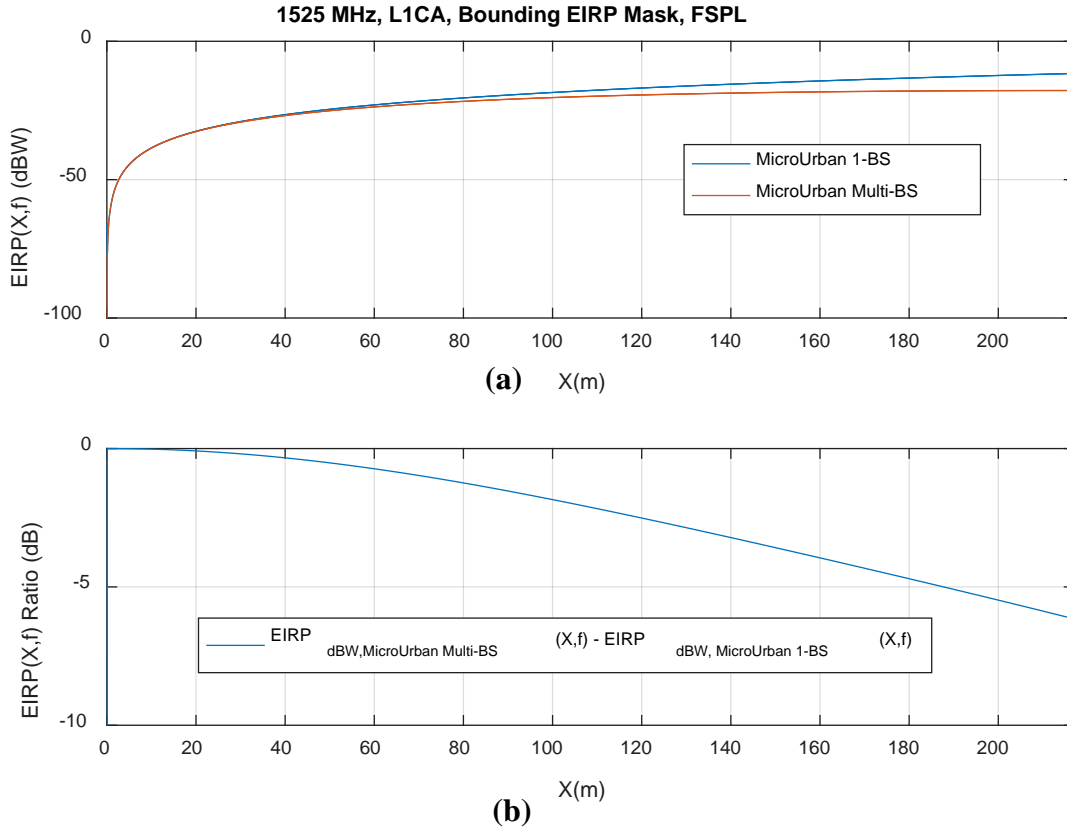 1525 MHz, L1CA, Bounding EIRP Mask, FSPL
EIRP(X,f) (dBW)
0
-50
-100
MicroUrban 1-BS
MicroUrban Multi-BS
0 20 40 60 80 100 120 140 160 180 200
(a) X(m)
EIRP(X,f) Ratio (dB)
0
-5
-10
EIRP dBW,MicroUrban Multi-BS (X,f) - EIRP dBW, MicroUrban 1-BS (X,f)
0 20 40 60 80 100 120 140 160 180 200
X(m)
(b)